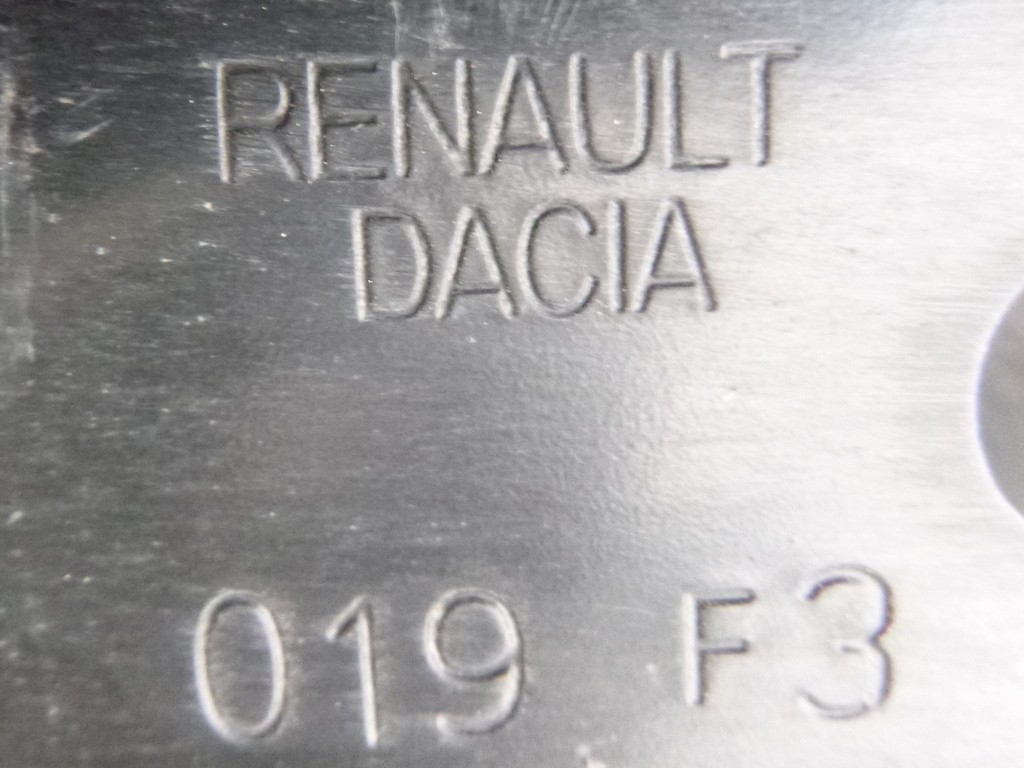 RENAULT
DACIA
019 F3